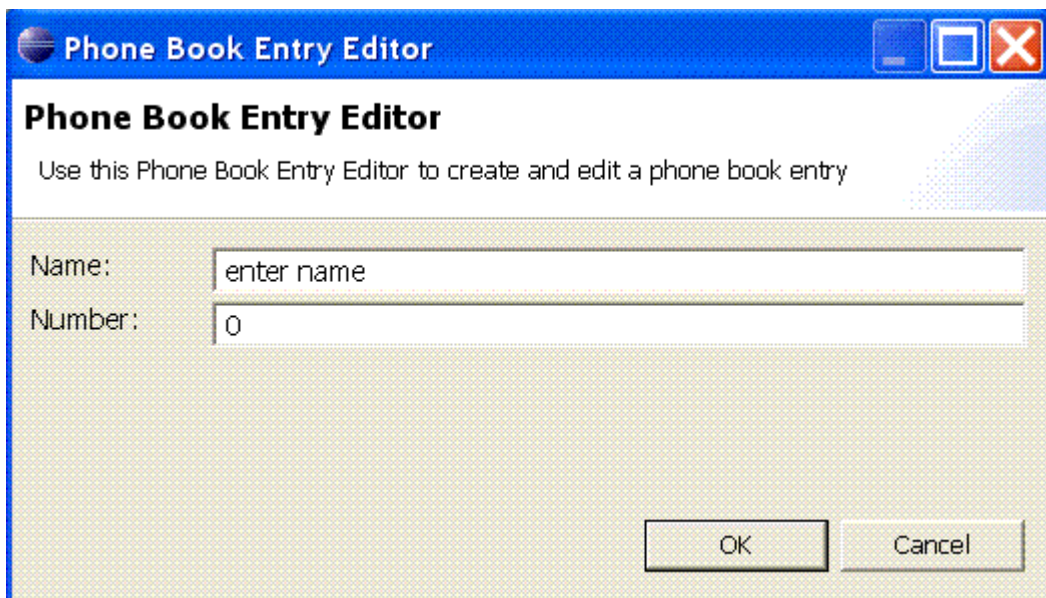 Phone Book Entry Editor
Phone Book Entry Editor
Use this Phone Book Entry Editor to create and edit a phone book entry
Name: enter name
Number: 0
OK Cancel